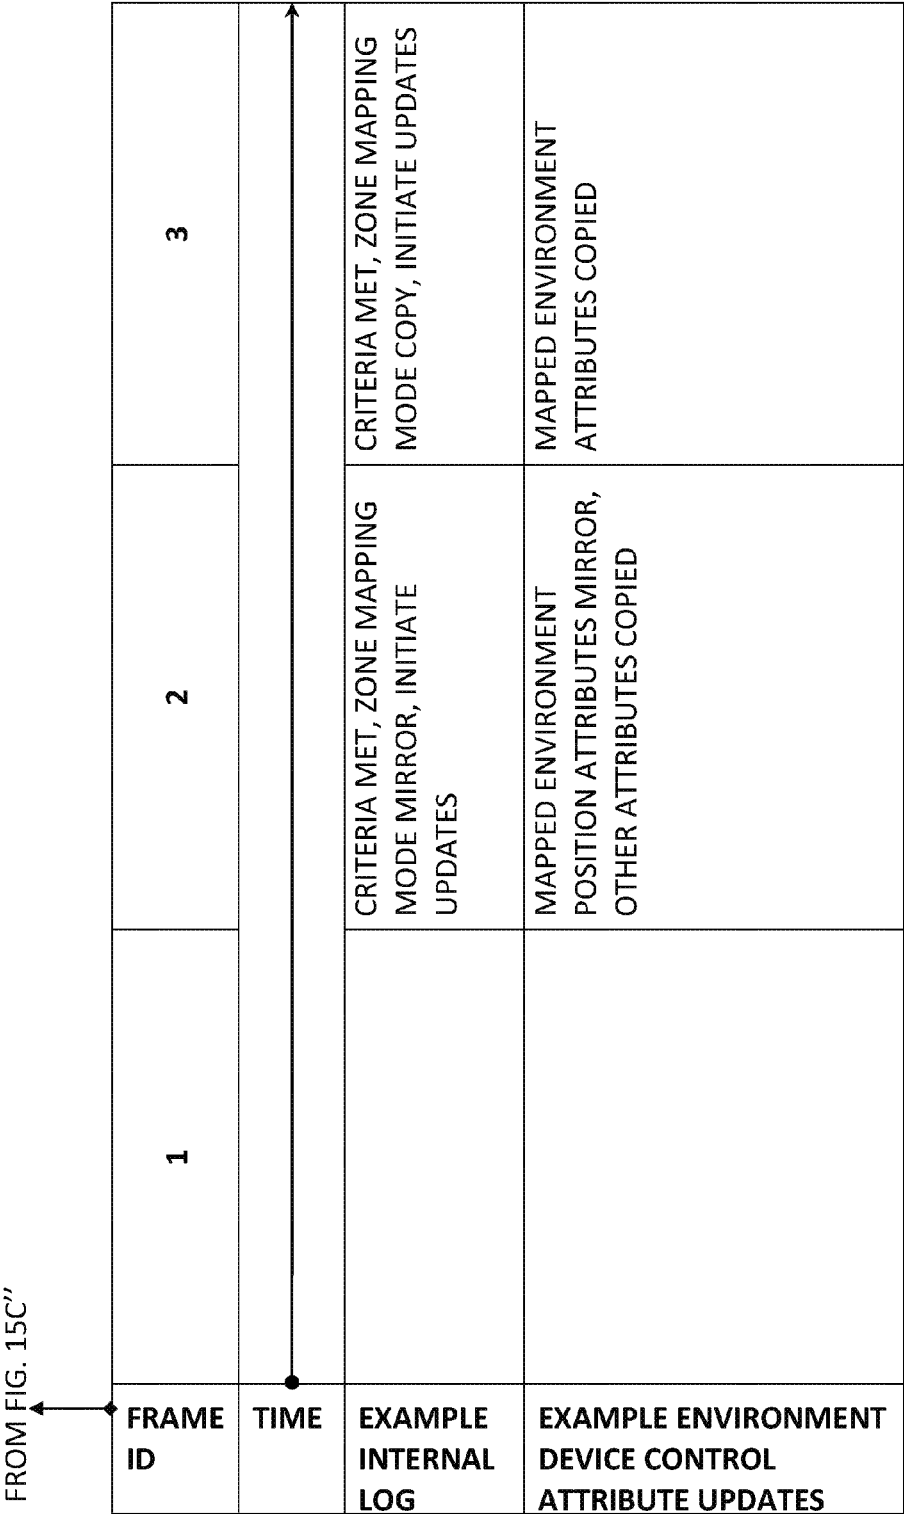 FROM FIG. 15C’’
FRAME
ID
1
2
3
TIME
EXAMPLE
INTERNAL
LOG
CRITERIA MET, ZONE MAPPING
MODE MIRROR, INITIATE
UPDATES
CRITERIA MET, ZONE MAPPING
MODE COPY, INITIATE UPDATES
EXAMPLE ENVIRONMENT
DEVICE CONTROL
ATTRIBUTE UPDATES
MAPPED ENVIRONMENT
POSITION ATTRIBUTES MIRROR,
OTHER ATTRIBUTES COPIED
MAPPED ENVIRONMENT
ATTRIBUTES COPIED